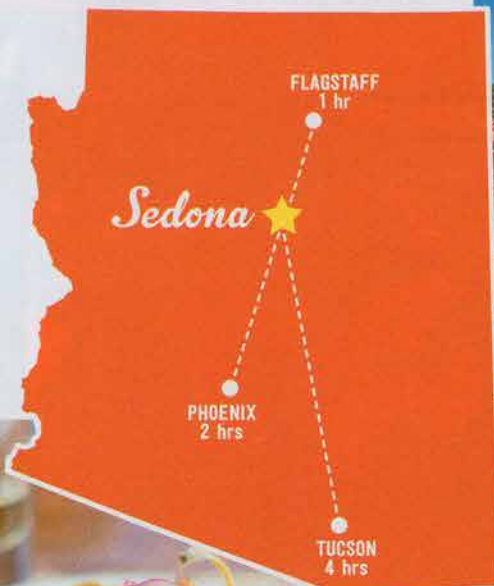 FLAGSTAFF
1 hr
Sedona
PHOENIX
2 hrs
TUCSON
4 hrs